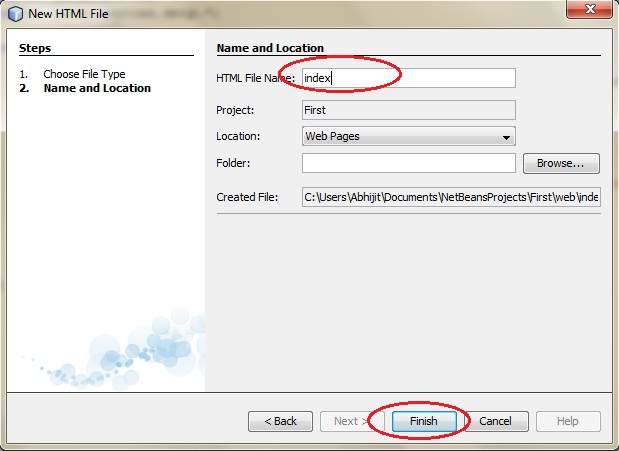 New HTML File
Steps
1. Choose File Type
2. Name and Location
Name and Location
HTML File Name: index
Project: First
Location: Web Pages
Folder: Browse...
Created File: C:\Users\Abhijit\Documents\NetBeansProjects\First\web\inde
< Back Next > Finish Cancel Help